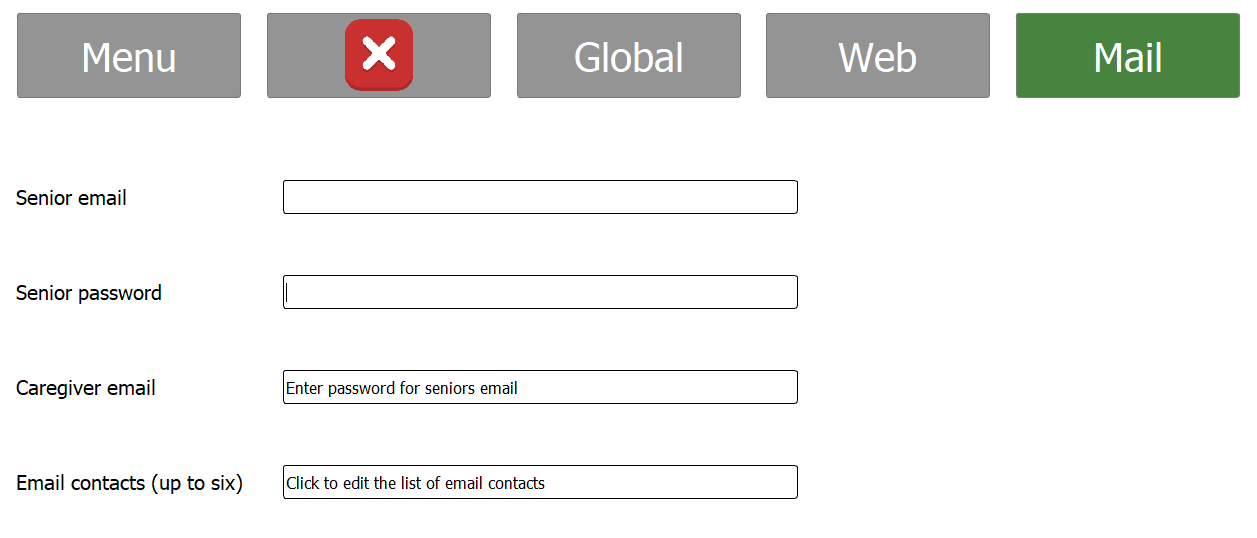 Menu
Global
Web
Mail
Senior email
Senior password
Caregiver email
Enter password for seniors email
Email contacts (up to six)
Click to edit the list of email contacts